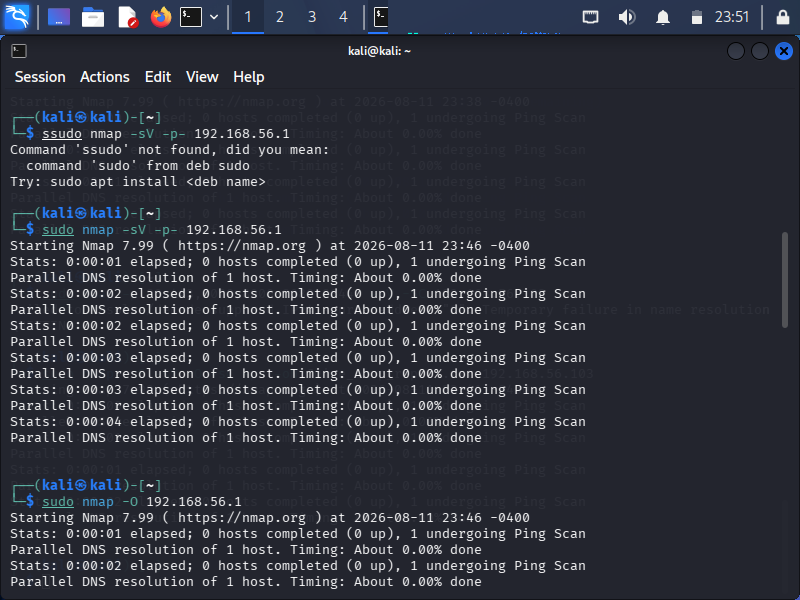 1 2 3 4 23:51
kali@kali: ~
Session Actions Edit View Help
Starting Nmap 7.99 ( https://nmap.org ) at 2026-08-11 23:38 -0400
┌──(kali㉿kali)-[~]
└─$ ssudo nmap -sV -p- 192.168.56.1
Command 'ssudo' not found, did you mean:
  command 'sudo' from deb sudo
Try: sudo apt install <deb name>
┌──(kali㉿kali)-[~]
└─$ sudo nmap -sV -p- 192.168.56.1
Starting Nmap 7.99 ( https://nmap.org ) at 2026-08-11 23:46 -0400
Stats: 0:00:01 elapsed; 0 hosts completed (0 up), 1 undergoing Ping Scan
Parallel DNS resolution of 1 host. Timing: About 0.00% done
Stats: 0:00:02 elapsed; 0 hosts completed (0 up), 1 undergoing Ping Scan
Parallel DNS resolution of 1 host. Timing: About 0.00% done
Stats: 0:00:02 elapsed; 0 hosts completed (0 up), 1 undergoing Ping Scan
Parallel DNS resolution of 1 host. Timing: About 0.00% done
Stats: 0:00:03 elapsed; 0 hosts completed (0 up), 1 undergoing Ping Scan
Parallel DNS resolution of 1 host. Timing: About 0.00% done
Stats: 0:00:03 elapsed; 0 hosts completed (0 up), 1 undergoing Ping Scan
Parallel DNS resolution of 1 host. Timing: About 0.00% done
Stats: 0:00:04 elapsed; 0 hosts completed (0 up), 1 undergoing Ping Scan
Parallel DNS resolution of 1 host. Timing: About 0.00% done
┌──(kali㉿kali)-[~]
└─$ sudo nmap -O 192.168.56.1
Starting Nmap 7.99 ( https://nmap.org ) at 2026-08-11 23:46 -0400
Stats: 0:00:01 elapsed; 0 hosts completed (0 up), 1 undergoing Ping Scan
Parallel DNS resolution of 1 host. Timing: About 0.00% done
Stats: 0:00:02 elapsed; 0 hosts completed (0 up), 1 undergoing Ping Scan
Parallel DNS resolution of 1 host. Timing: About 0.00% done